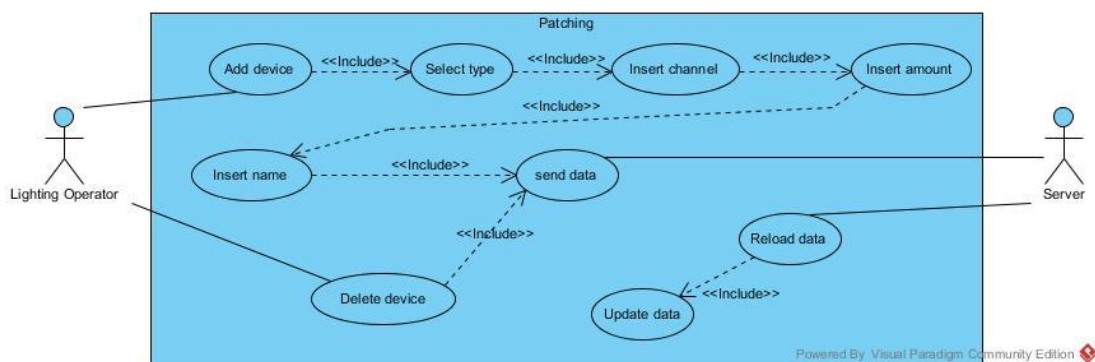 Patching
Add device
<<Include>>
Select type
<<Include>>
Insert channel
<<Include>>
Insert amount
<<Include>>
Lighting Operator
Insert name
<<Include>>
send data
Server
<<Include>>
Reload data
Delete device
<<Include>>
Update data
Powered By Visual Paradigm Community Edition